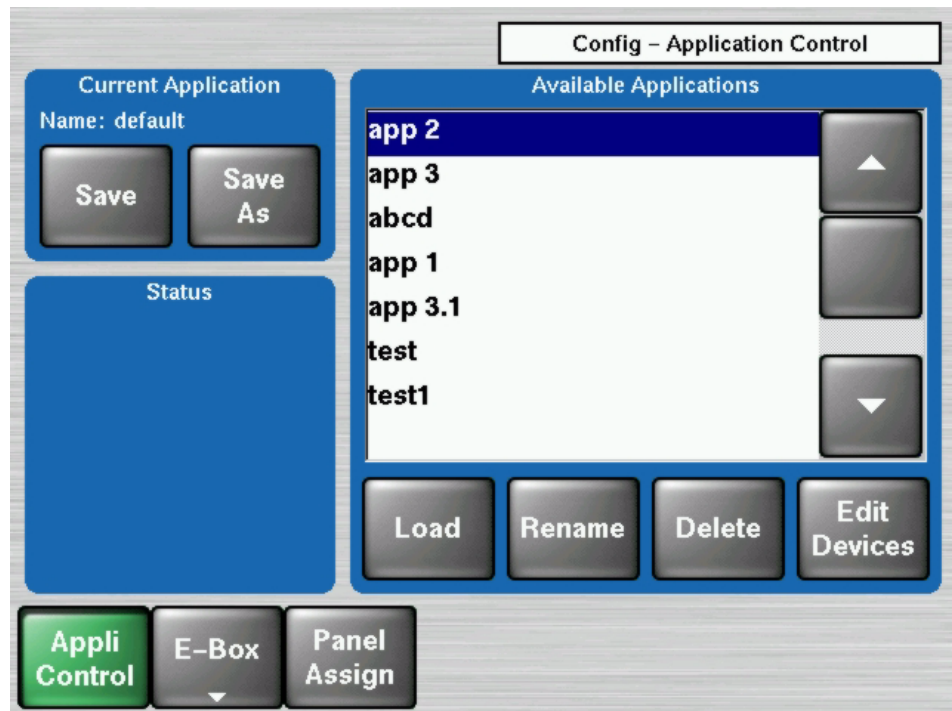 Config – Application Control
Current Application
Name: default
Save
Save
As
Status
Available Applications
app 2
app 3
abcd
app 1
app 3.1
test
test1
Load
Rename
Delete
Edit
Devices
Appli
Control
E–Box
Panel
Assign